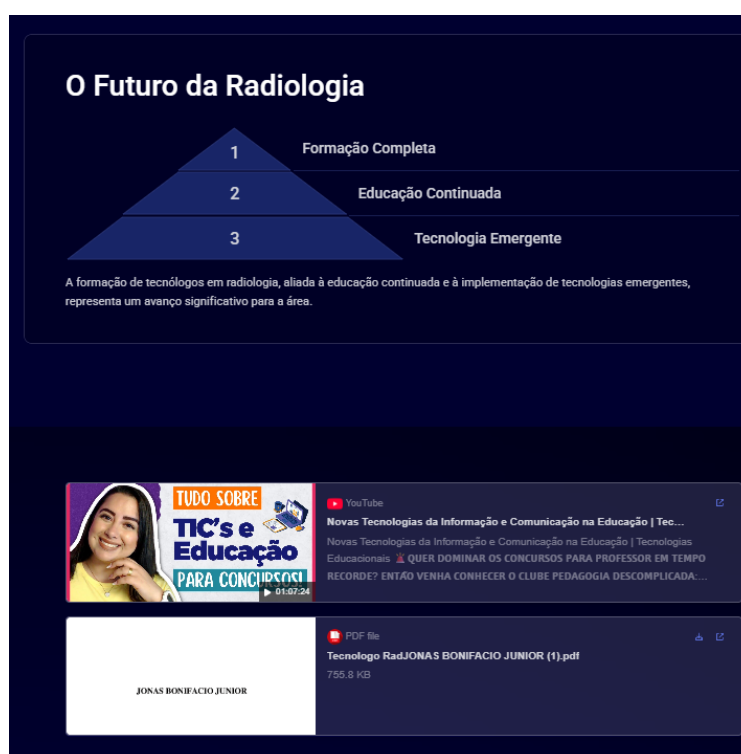 O Futuro da Radiologia
1
Formação Completa
2
Educação Continuada
3
Tecnologia Emergente
A formação de tecnólogos em radiologia, aliada à educação continuada e à implementação de tecnologias emergentes,
representa um avanço significativo para a área.
TUDO SOBRE
TIC's e
Educação
PARA CONCURSOS!
01:07:24
YouTube
Novas Tecnologias da Informação e Comunicação na Educação | Tec...
Novas Tecnologias da Informação e Comunicação na Educação | Tecnologias
Educacionais 🚨 QUER DOMINAR OS CONCURSOS PARA PROFESSOR EM TEMPO
RECORDE? ENTÃO VENHA CONHECER O CLUBE PEDAGOGIA DESCOMPLICADA:...
JONAS BONIFACIO JUNIOR
PDF file
Tecnologo RadJONAS BONIFACIO JUNIOR (1).pdf
755.8 KB